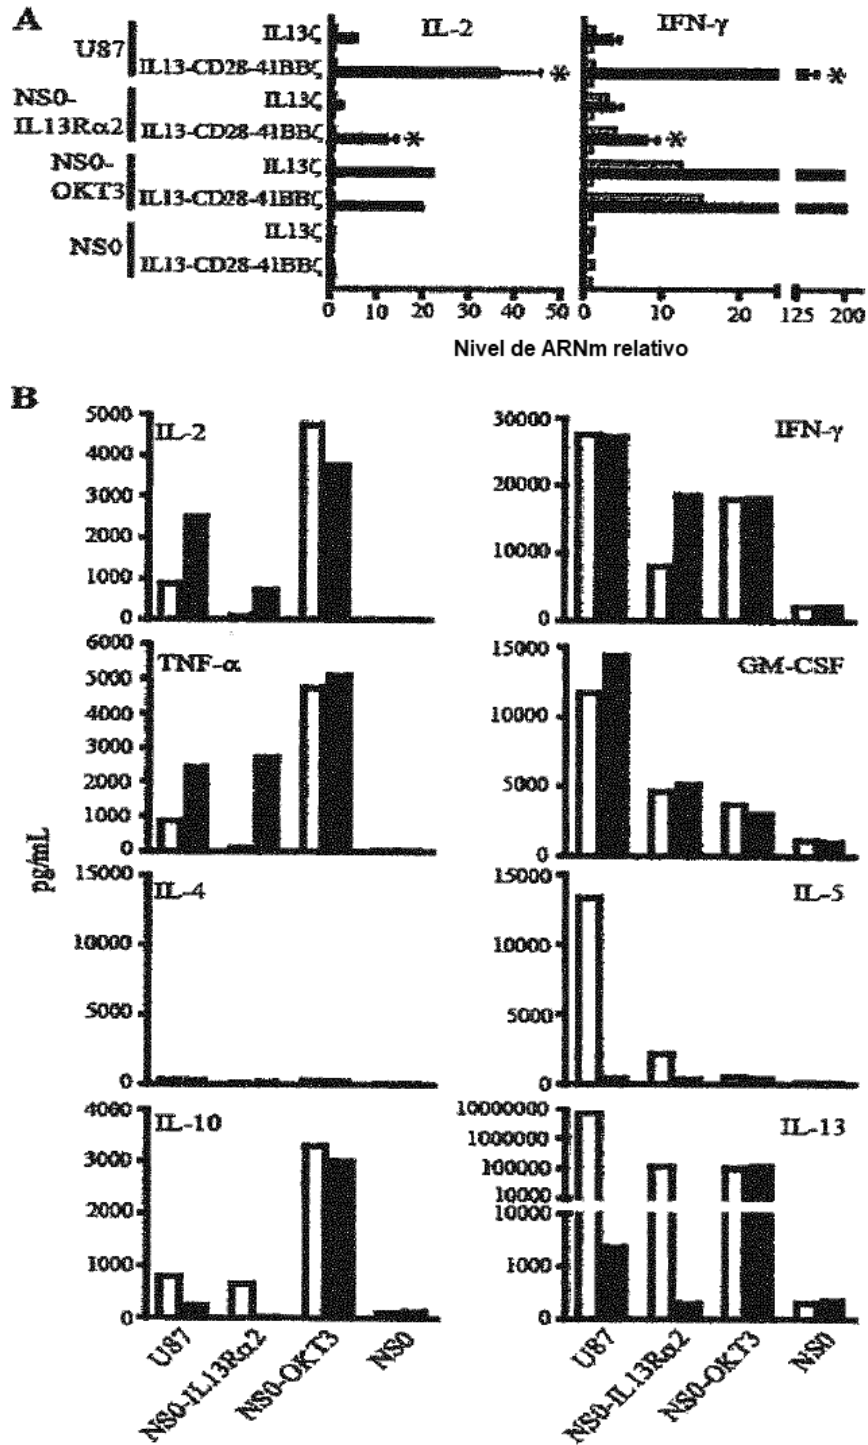 A
IL-2
IFN-γ
U87
IL13ζ
IL13-CD28-41BBζ
*
*
NS0-
IL13Rα2
IL13ζ
IL13-CD28-41BBζ
*
*
NS0-
OKT3
IL13ζ
IL13-CD28-41BBζ
NS0
IL13ζ
IL13-CD28-41BBζ
0 10 20 30 40 50
0 10 20 125 200
Nivel de ARNm relativo
B
pg/mL
IL-2
5000
4000
3000
2000
1000
0
IFN-γ
30000
20000
10000
0
TNF-α
6000
5000
4000
3000
2000
1000
0
GM-CSF
15000
10000
5000
0
IL-4
15000
10000
5000
0
IL-5
15000
10000
5000
0
IL-10
4000
3000
2000
1000
0
IL-13
10000000
1000000
100000
10000
10000
1000
0
U87
NS0-IL13Rα2
NS0-OKT3
NS0
U87
NS0-IL13Rα2
NS0-OKT3
NS0